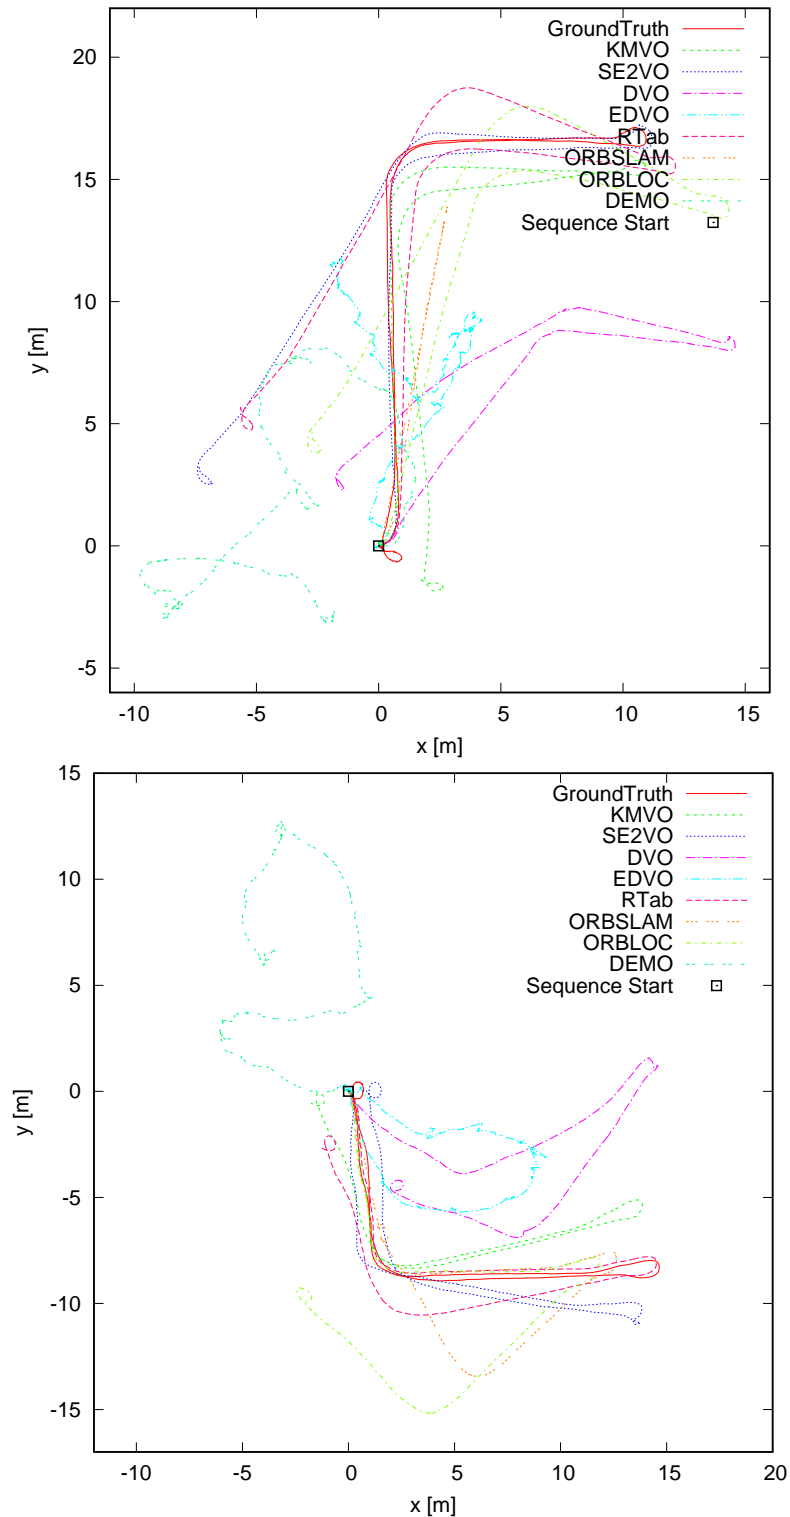 GroundTruth
KMVO
SE2VO
DVO
EDVO
RTab
ORBSLAM
ORBLOC
DEMO
Sequence Start
20
15
10
5
0
-5
y [m]
-10 -5 0 5 10 15
x [m]
15
10
5
0
-5
-10
-15
y [m]
GroundTruth
KMVO
SE2VO
DVO
EDVO
RTab
ORBSLAM
ORBLOC
DEMO
Sequence Start
-10 -5 0 5 10 15 20
x [m]